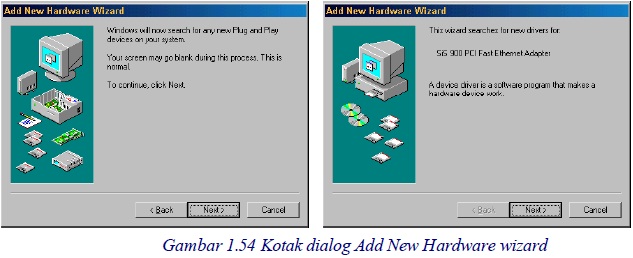 Add New Hardware Wizard
Windows will now search for any new Plug and Play
devices on your system.
Your screen may go blank during this process. This is
normal.
To continue, click Next.
< Back
Next >
Cancel
Add New Hardware Wizard
This wizard searches for new drivers for:
SiS 900 PCI Fast Ethernet Adapter
A device driver is a software program that makes a
hardware device work.
< Back
Next >
Cancel
Gambar 1.54 Kotak dialog Add New Hardware wizard